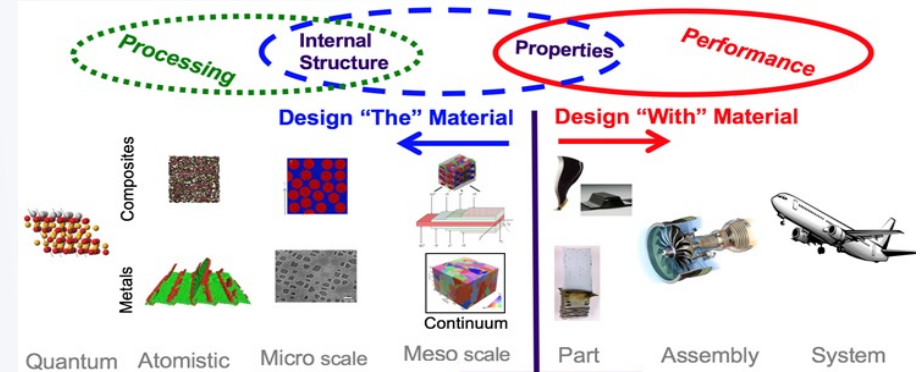 Processing
Internal
Structure
Properties
Performance
Design "The" Material
Design "With" Material
Composites
Metals
Continuum
Quantum
Atomistic
Micro scale
Meso scale
Part
Assembly
System